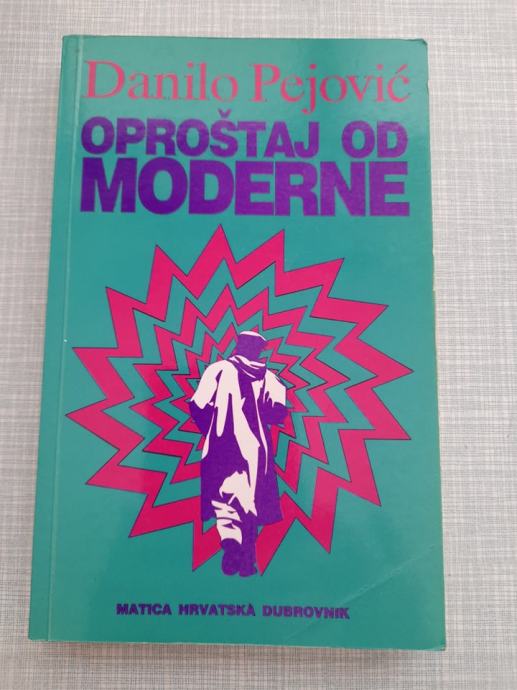 Danilo Pejović
OPROŠTAJ OD
MODERNE
MATICA HRVATSKA DUBROVNIK